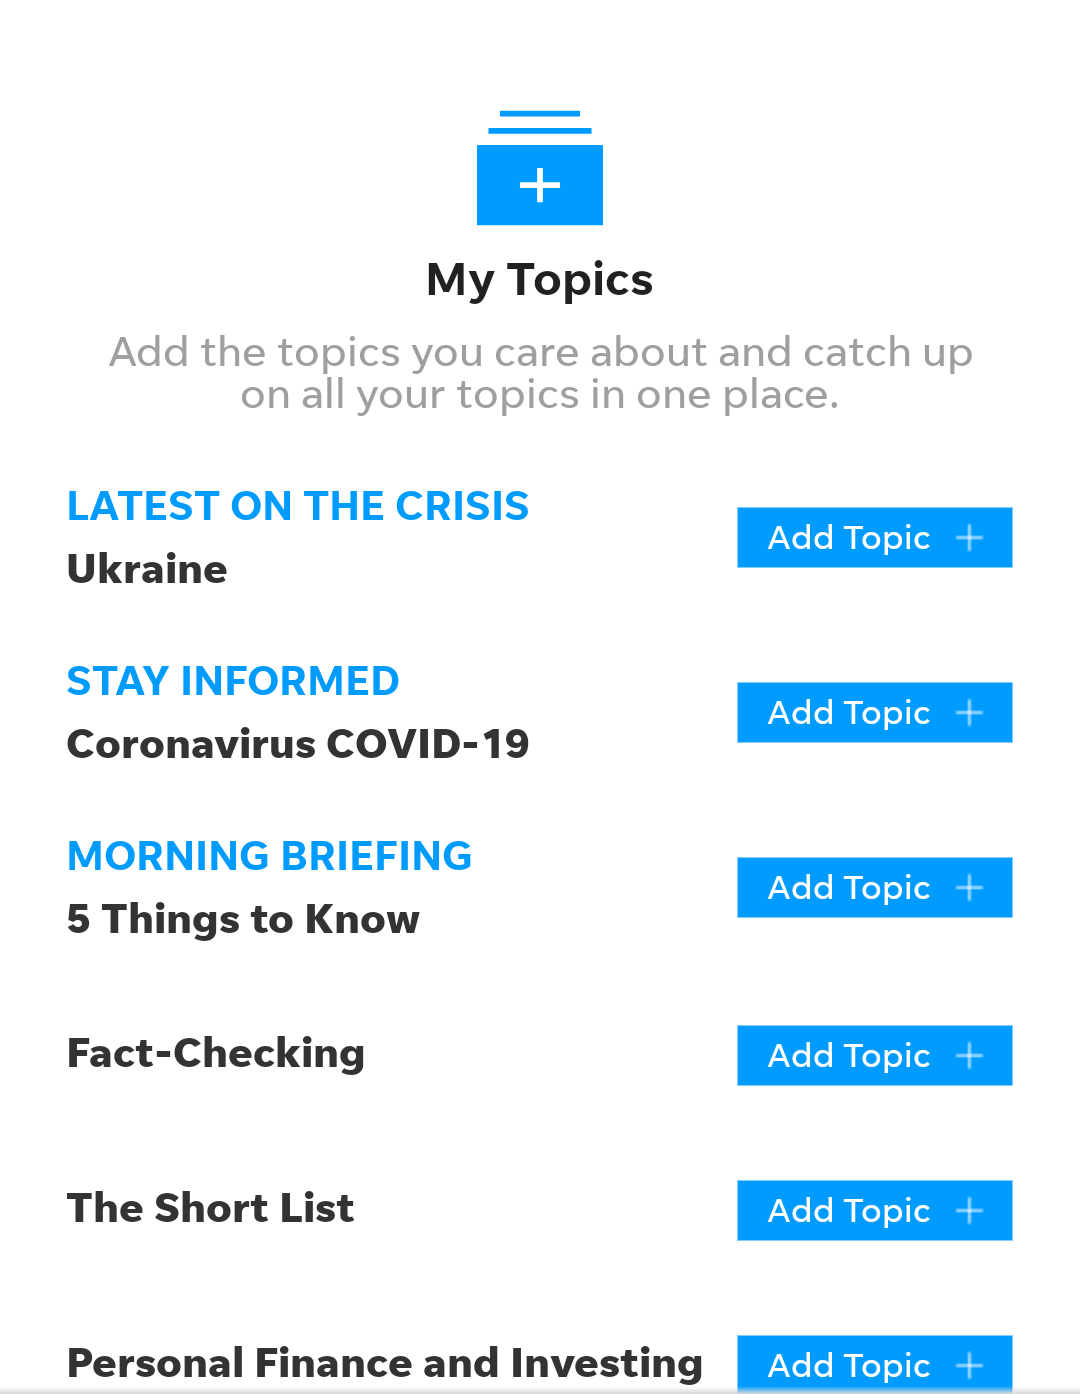 My Topics
Add the topics you care about and catch up
on all your topics in one place.
LATEST ON THE CRISIS
Ukraine
Add Topic +
STAY INFORMED
Coronavirus COVID-19
Add Topic +
MORNING BRIEFING
5 Things to Know
Add Topic +
Fact-Checking
Add Topic +
The Short List
Add Topic +
Personal Finance and Investing
Add Topic +